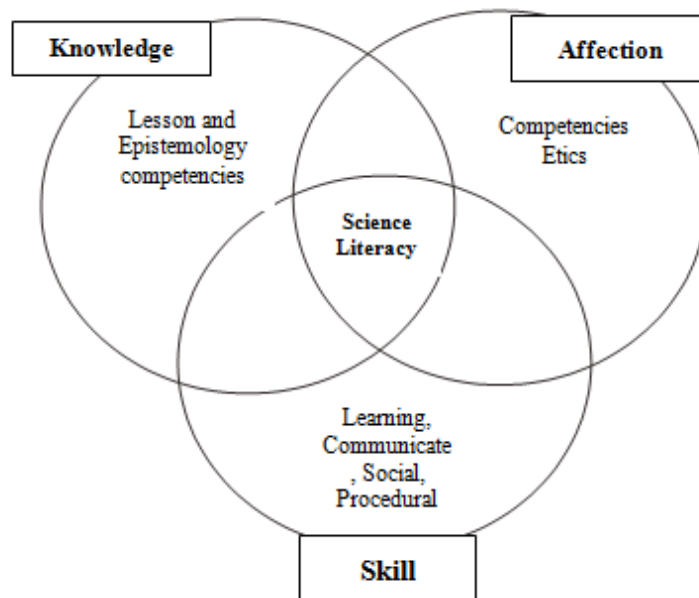 Knowledge
Affection
Lesson and
Epistemology
competencies
Competencies
Etics
Science
Literacy
Learning,
Communicate
, Social,
Procedural
Skill